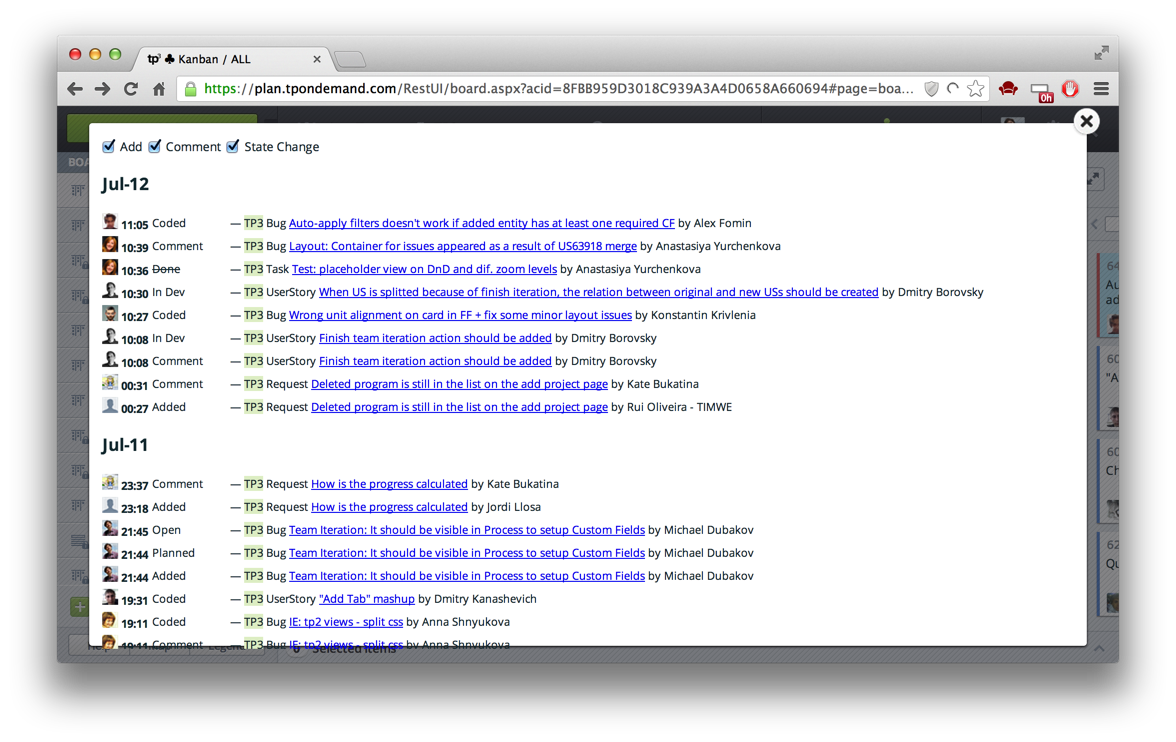 tp³ ♣ Kanban / ALL
https://plan.tpondemand.com/RestUI/board.aspx?acid=8FBB959D3018C939A3A4D0658A660694#page=boa...
0h
BOA
Add Comment State Change
Jul-12
11:05 Coded — TP3 Bug Auto-apply filters doesn't work if added entity has at least one required CF by Alex Fomin
10:39 Comment — TP3 Bug Layout: Container for issues appeared as a result of US63918 merge by Anastasiya Yurchenkova
10:36 Done — TP3 Task Test: placeholder view on DnD and dif. zoom levels by Anastasiya Yurchenkova
10:30 In Dev — TP3 UserStory When US is splitted because of finish iteration, the relation between original and new USs should be created by Dmitry Borovsky
10:27 Coded — TP3 Bug Wrong unit alignment on card in FF + fix some minor layout issues by Konstantin Krivlenia
10:08 In Dev — TP3 UserStory Finish team iteration action should be added by Dmitry Borovsky
10:08 Comment — TP3 UserStory Finish team iteration action should be added by Dmitry Borovsky
00:31 Comment — TP3 Request Deleted program is still in the list on the add project page by Kate Bukatina
00:27 Added — TP3 Request Deleted program is still in the list on the add project page by Rui Oliveira - TIMWE
Jul-11
23:37 Comment — TP3 Request How is the progress calculated by Kate Bukatina
23:18 Added — TP3 Request How is the progress calculated by Jordi Llosa
21:45 Open — TP3 Bug Team Iteration: It should be visible in Process to setup Custom Fields by Michael Dubakov
21:44 Planned — TP3 Bug Team Iteration: It should be visible in Process to setup Custom Fields by Michael Dubakov
21:44 Added — TP3 Bug Team Iteration: It should be visible in Process to setup Custom Fields by Michael Dubakov
19:31 Coded — TP3 UserStory "Add Tab" mashup by Dmitry Kanashevich
19:11 Coded — TP3 Bug IE: tp2 views - split css by Anna Shnyukova
19:11 Comment — TP3 Bug IE: tp2 views - split css by Anna Shnyukova
Selected items
64
Au
ad
60
"A
60
Ch
62
Qu